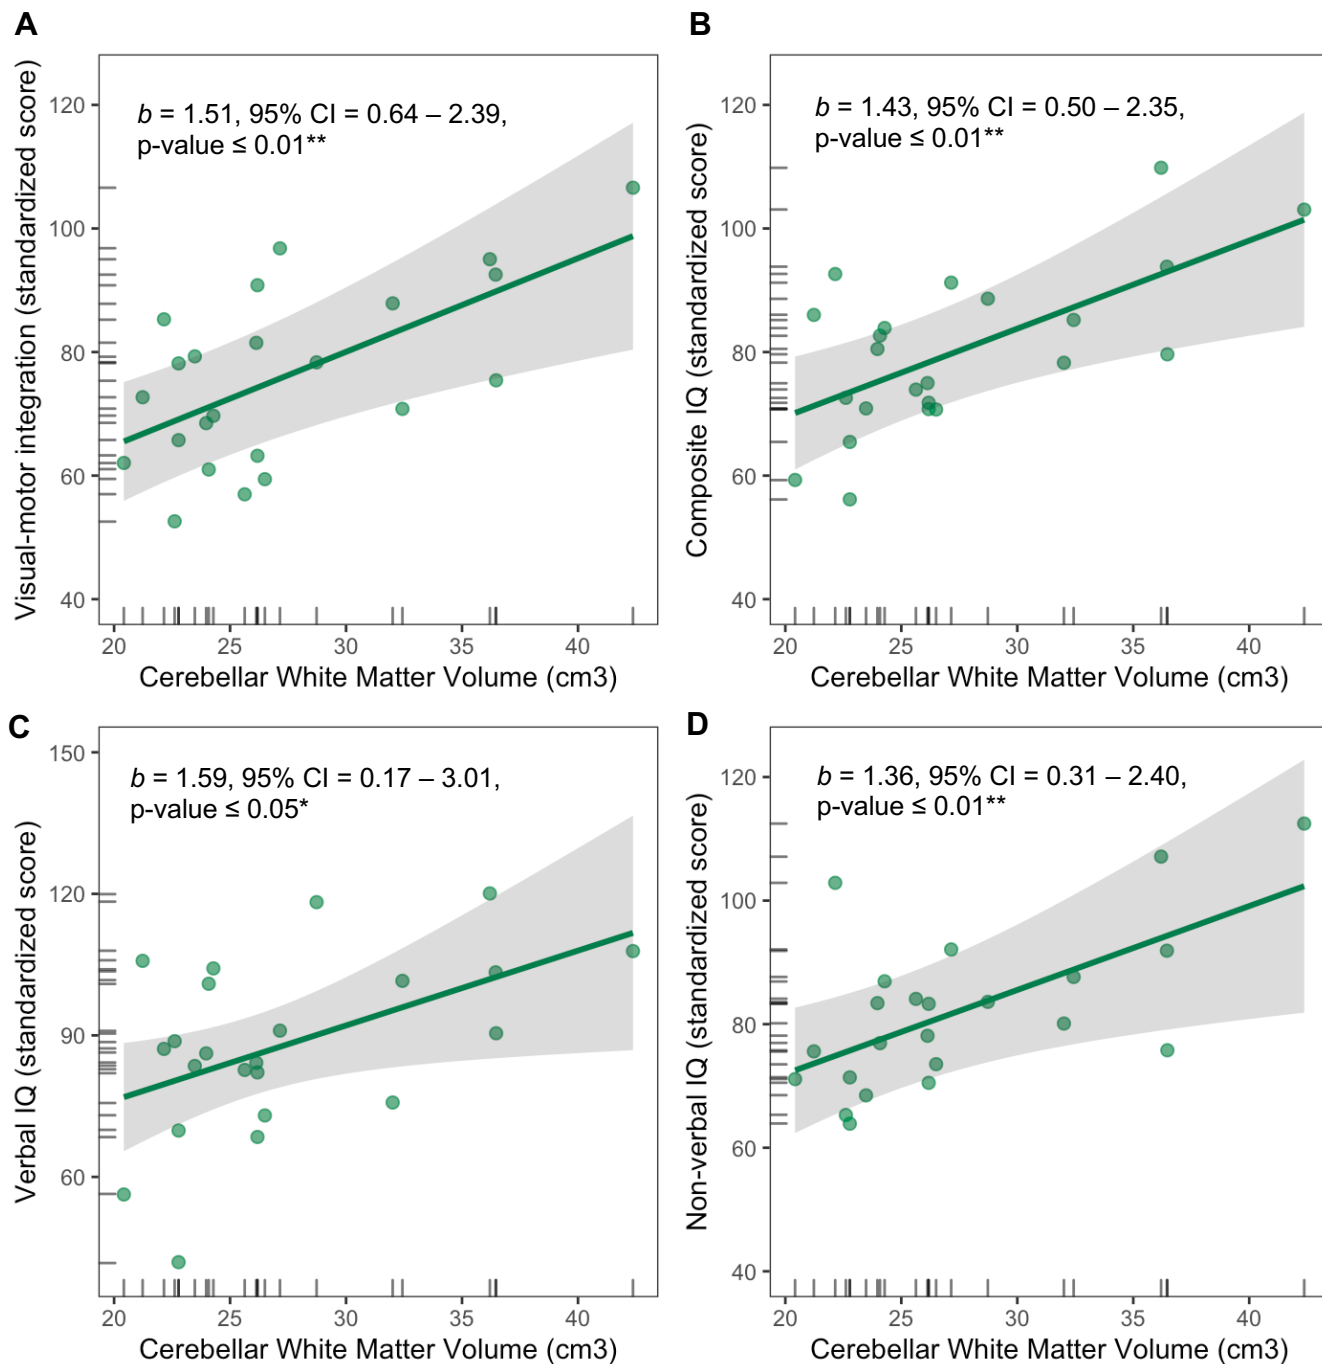 A
Visual-motor integration (standardized score)
b = 1.51, 95% CI = 0.64 – 2.39,
p-value ≤ 0.01**
120
100
80
60
40
20 25 30 35 40
Cerebellar White Matter Volume (cm3)
B
Composite IQ (standardized score)
b = 1.43, 95% CI = 0.50 – 2.35,
p-value ≤ 0.01**
120
100
80
60
40
20 25 30 35 40
Cerebellar White Matter Volume (cm3)
C
Verbal IQ (standardized score)
b = 1.59, 95% CI = 0.17 – 3.01,
p-value ≤ 0.05*
150
120
90
60
20 25 30 35 40
Cerebellar White Matter Volume (cm3)
D
Non-verbal IQ (standardized score)
b = 1.36, 95% CI = 0.31 – 2.40,
p-value ≤ 0.01**
120
100
80
60
40
20 25 30 35 40
Cerebellar White Matter Volume (cm3)